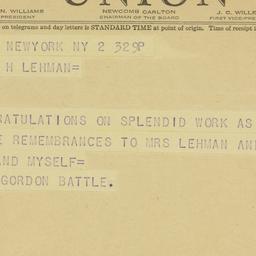 UNION
N. WILLIAMS NEWCOMB CARLTON J. C. WILLE
PRESIDENT CHAIRMAN OF THE BOARD FIRST VICE-PRES
on telegrams and day letters is STANDARD TIME at point of origin. Time of receipt i
NEWYORK NY 2 329P
H LEHMAN=
RATULATIONS ON SPLENDID WORK AS
E REMEMBRANCES TO MRS LEHMAN AN
AND MYSELF=
GORDON BATTLE.